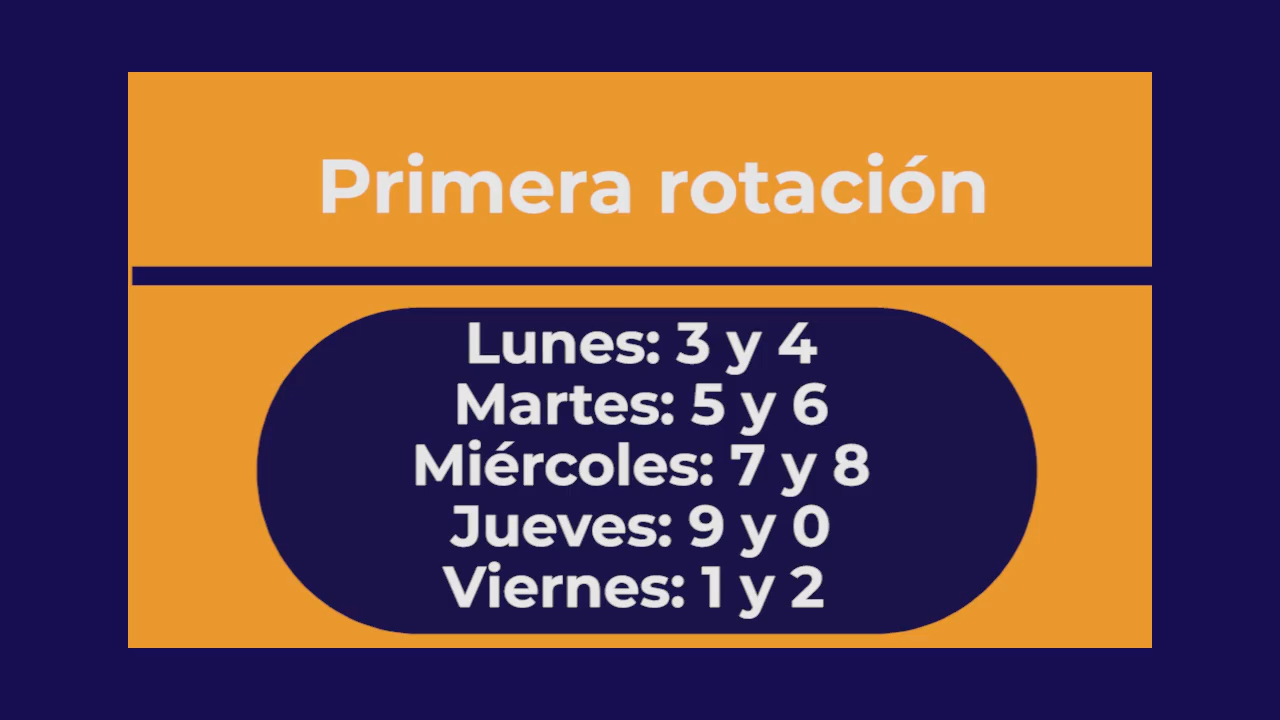 Primera rotación
Lunes: 3 y 4
Martes: 5 y 6
Miércoles: 7 y 8
Jueves: 9 y 0
Viernes: 1 y 2